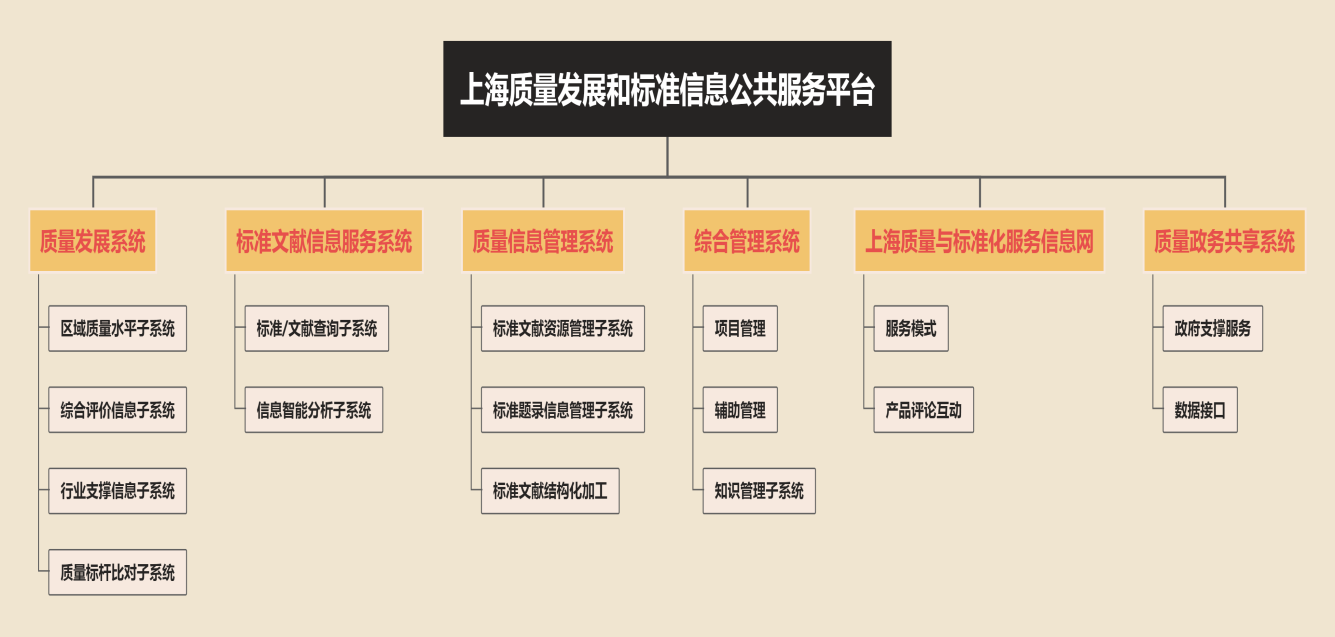 上海质量发展和标准信息公共服务平台
质量发展系统
区域质量水平子系统
综合评价信息子系统
行业支撑信息子系统
质量标杆比对子系统
标准文献信息服务系统
标准/文献查询子系统
信息智能分析子系统
质量信息管理系统
标准文献资源管理子系统
标准题录信息管理子系统
标准文献结构化加工
综合管理系统
项目管理
辅助管理
知识管理子系统
上海质量与标准化服务信息网
服务模式
产品评论互动
质量政务共享系统
政府支撑服务
数据接口